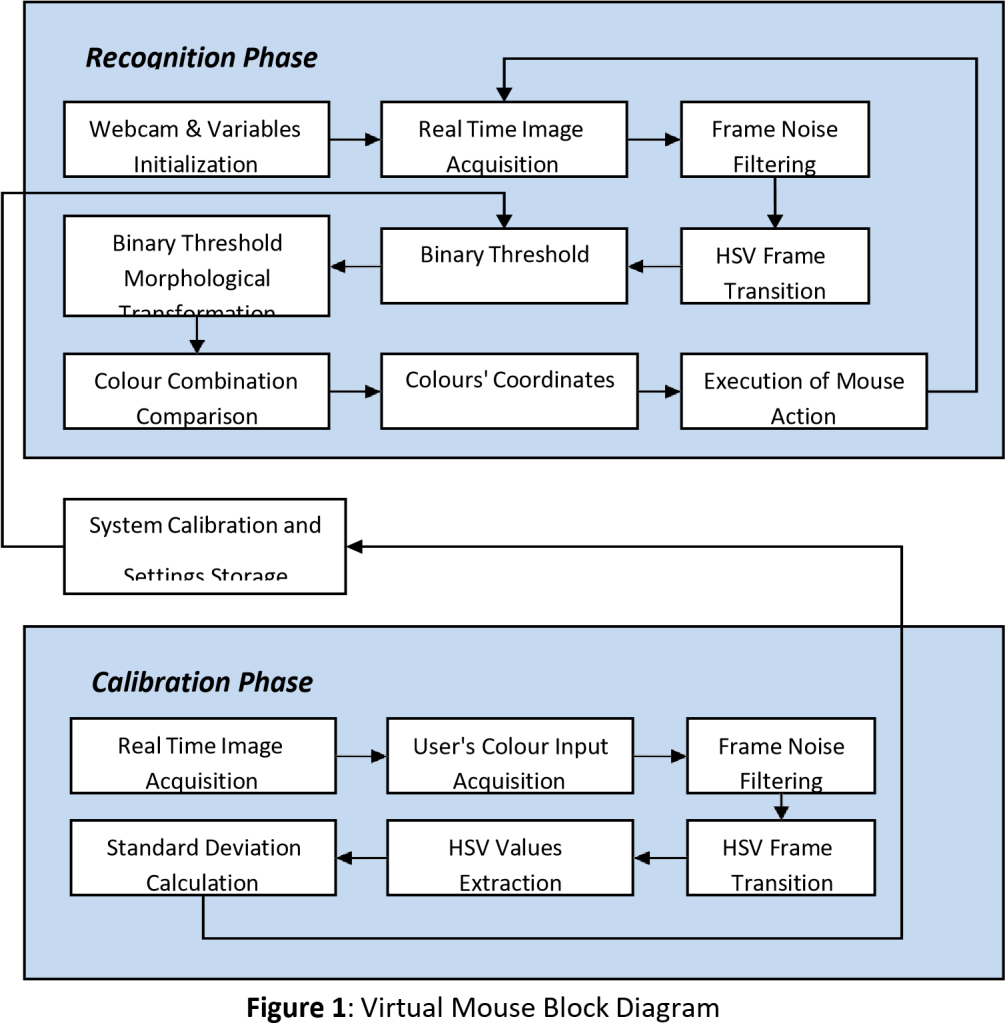 Recognition Phase
Webcam & Variables
Initialization
Real Time Image
Acquisition
Frame Noise
Filtering
Binary Threshold
Morphological
Transformation
Binary Threshold
HSV Frame
Transition
Colour Combination
Comparison
Colours' Coordinates
Execution of Mouse
Action
System Calibration and
Settings Storage
Calibration Phase
Real Time Image
Acquisition
User's Colour Input
Acquisition
Frame Noise
Filtering
Standard Deviation
Calculation
HSV Values
Extraction
HSV Frame
Transition
Figure 1: Virtual Mouse Block Diagram